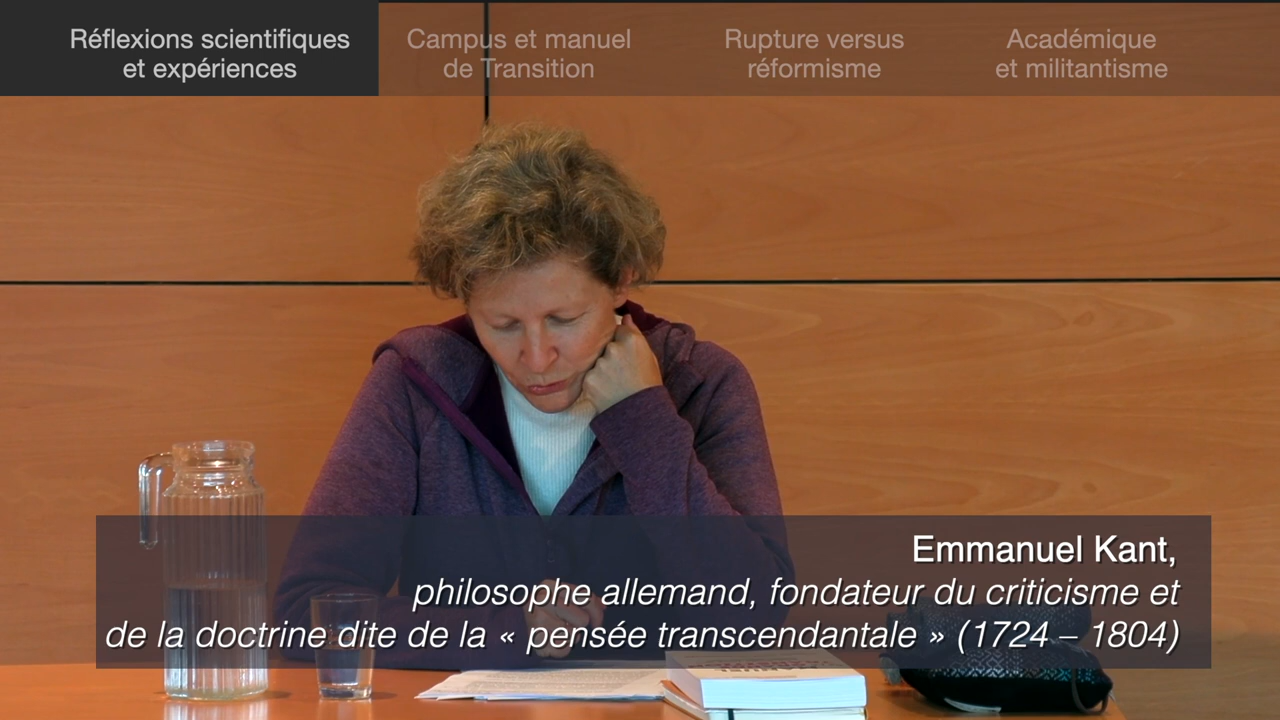 Réflexions scientifiques
et expériences
Campus et manuel
de Transition
Rupture versus
réformisme
Académique
et militantisme
Emmanuel Kant,
philosophe allemand, fondateur du criticisme et
de la doctrine dite de la « pensée transcendantale » (1724 – 1804)